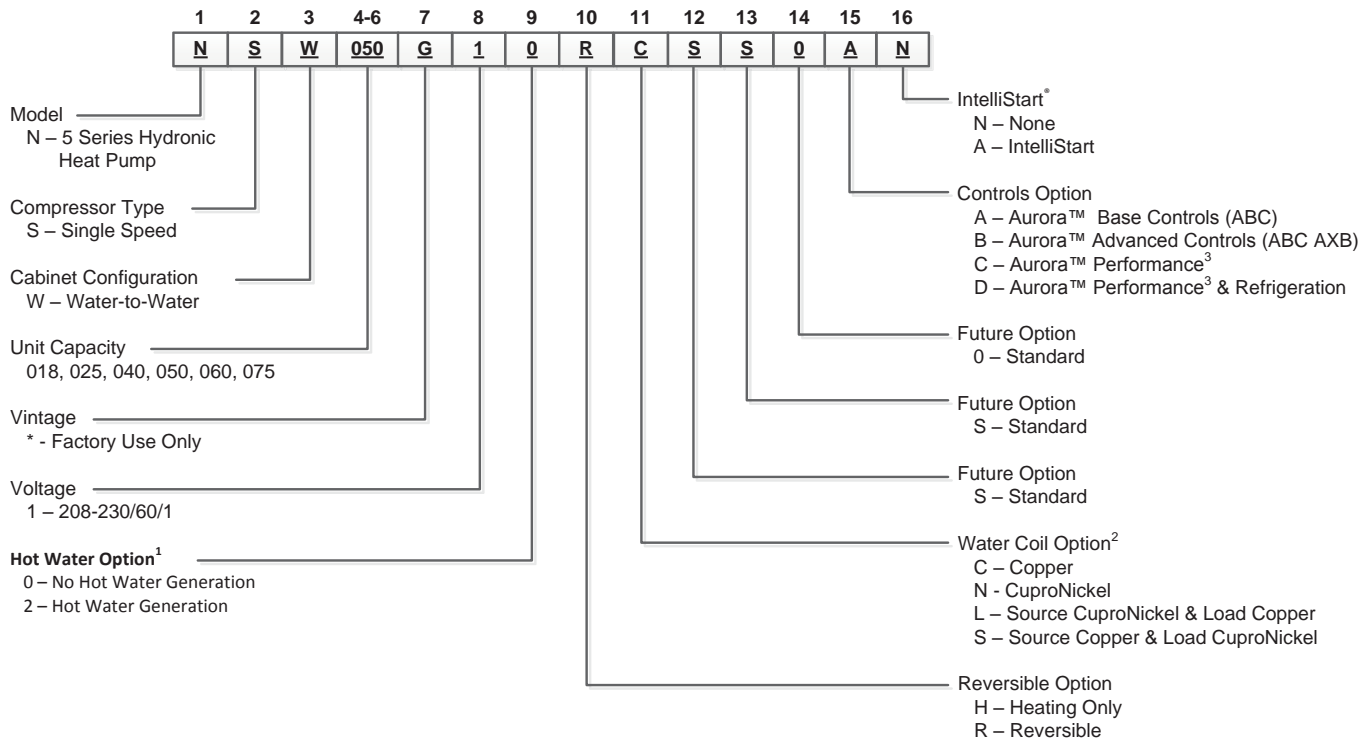 1 2 3 4-6 7 8 9 10 11 12 13 14 15 16
N S W 050 G 1 0 R C S S 0 A N
Model
N – 5 Series Hydronic
Heat Pump
Compressor Type
S – Single Speed
Cabinet Configuration
W – Water-to-Water
Unit Capacity
018, 025, 040, 050, 060, 075
Vintage
* - Factory Use Only
Voltage
1 – 208-230/60/1
Hot Water Option¹
0 – No Hot Water Generation
2 – Hot Water Generation
IntelliStart®
N – None
A – IntelliStart
Controls Option
A – Aurora™ Base Controls (ABC)
B – Aurora™ Advanced Controls (ABC AXB)
C – Aurora™ Performance³
D – Aurora™ Performance³ & Refrigeration
Future Option
0 – Standard
Future Option
S – Standard
Future Option
S – Standard
Water Coil Option²
C – Copper
N - CuproNickel
L – Source CuproNickel & Load Copper
S – Source Copper & Load CuproNickel
Reversible Option
H – Heating Only
R – Reversible